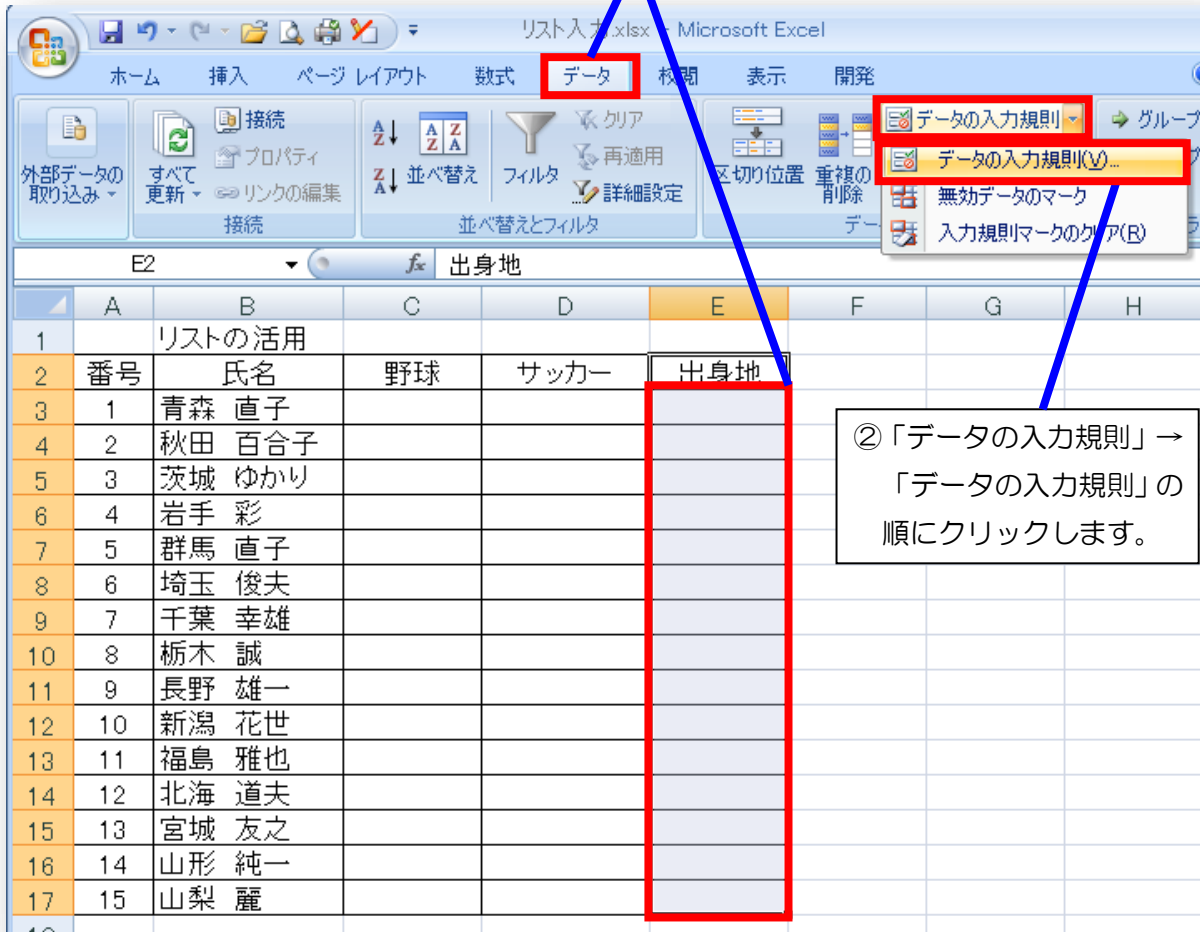 リスト入力.xlsx - Microsoft Excel
ホーム 挿入 ページ レイアウト 数式 データ 校閲 表示 開発
外部データの
取り込み
すべて
更新
接続
プロパティ
リンクの編集
接続
並べ替え
フィルタ
クリア
再適用
詳細設定
並べ替えとフィルタ
区切り位置
重複の
削除
データの入力規則
グループ
データの入力規則(V)...
無効データのマーク
入力規則マークのクリア(R)
デー
E2 fx 出身地
A B C D E F G H
1 リストの活用
2 番号 氏名 野球 サッカー 出身地
3 1 青森 直子
4 2 秋田 百合子
5 3 茨城 ゆかり
6 4 岩手 彩
7 5 群馬 直子
8 6 埼玉 俊夫
9 7 千葉 幸雄
10 8 栃木 誠
11 9 長野 雄一
12 10 新潟 花世
13 11 福島 雅也
14 12 北海 道夫
15 13 宮城 友之
16 14 山形 純一
17 15 山梨 麗
②「データの入力規則」→
「データの入力規則」の
順にクリックします。